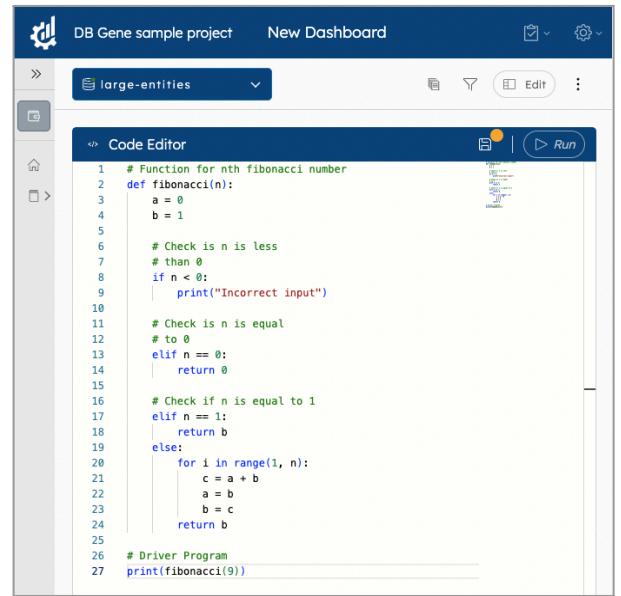 DB Gene sample project New Dashboard
large-entities
Edit
Code Editor
Run
1 # Function for nth fibonacci number
2 def fibonacci(n):
3     a = 0
4     b = 1
5
6     # Check is n is less
7     # than 0
8     if n < 0:
9         print("Incorrect input")
10
11     # Check is n is equal
12     # to 0
13     elif n == 0:
14         return 0
15
16     # Check if n is equal to 1
17     elif n == 1:
18         return b
19     else:
20         for i in range(1, n):
21             c = a + b
22             a = b
23             b = c
24         return b
25
26 # Driver Program
27 print(fibonacci(9))